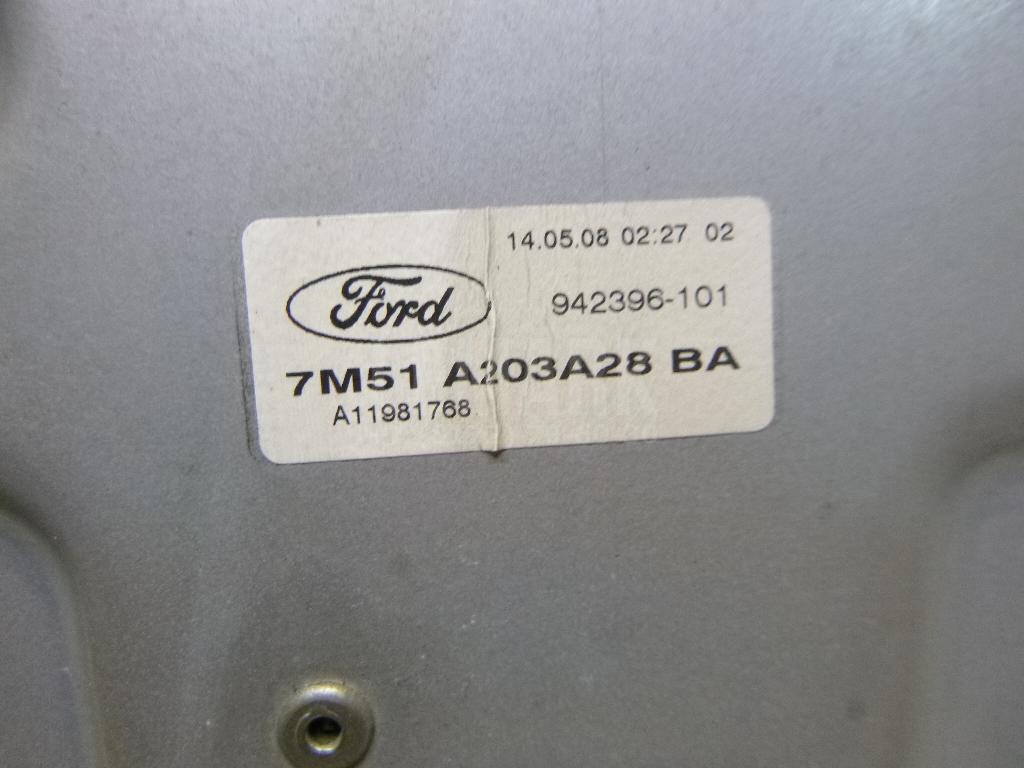 14.05.08 02:27 02
Ford
942396-101
7M51 A203A28 BA
A11981768